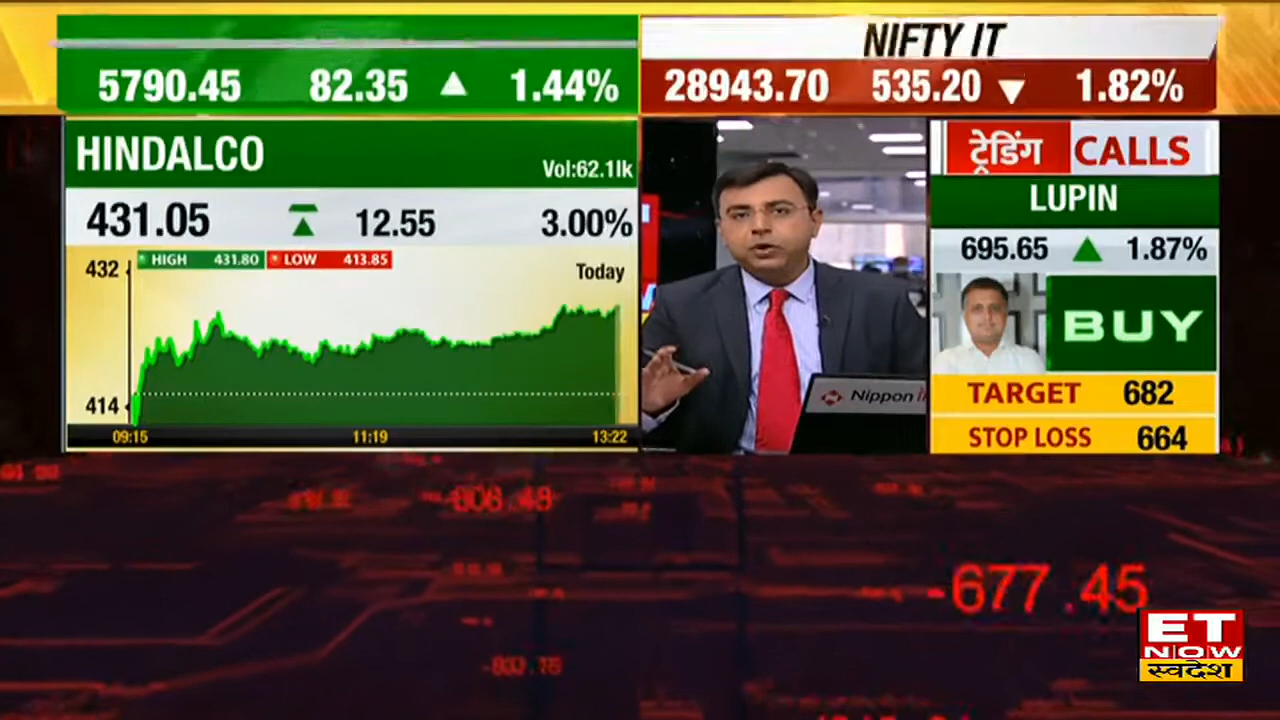 5790.45 82.35 ▲ 1.44%
NIFTY IT
28943.70 535.20 ▼ 1.82%
HINDALCO
Vol:62.1lk
431.05 ▲ 12.55 3.00%
HIGH 431.80 LOW 413.85
Today
432
414
09:15 11:19 13:22
Nippon
ट्रेडिंग CALLS
LUPIN
695.65 ▲ 1.87%
BUY
TARGET 682
STOP LOSS 664
-677.45
ET
NOW
स्वदेश